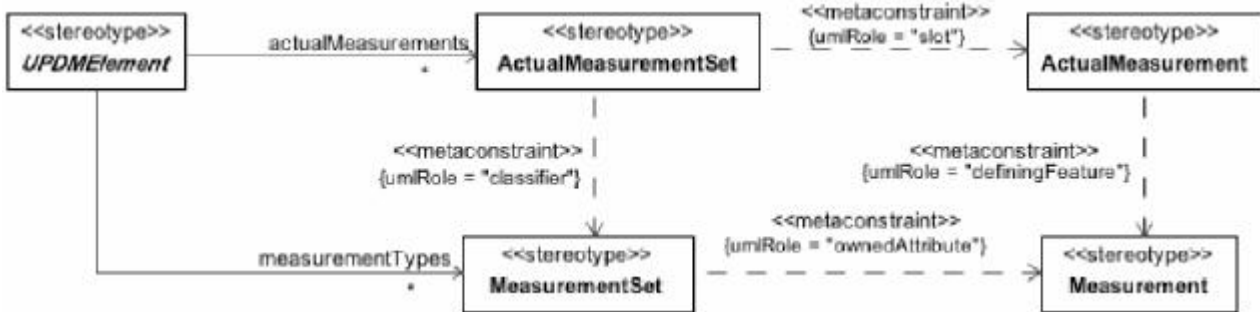 <<stereotype>>
UPDMElement
actualMeasurements
*
<<stereotype>>
ActualMeasurementSet
<<metaconstraint>>
{umlRole = "slot"}
<<stereotype>>
ActualMeasurement
<<metaconstraint>>
{umlRole = "classifier"}
<<metaconstraint>>
{umlRole = "definingFeature"}
measurementTypes
*
<<stereotype>>
MeasurementSet
<<metaconstraint>>
{umlRole = "ownedAttribute"}
<<stereotype>>
Measurement